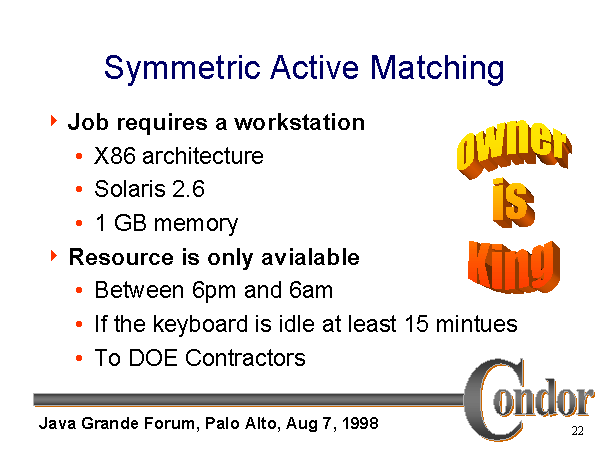 Symmetric Active Matching
Job requires a workstation
• X86 architecture
• Solaris 2.6
• 1 GB memory
Resource is only avialable
• Between 6pm and 6am
• If the keyboard is idle at least 15 mintues
• To DOE Contractors
owner
is
King
Condor
Java Grande Forum, Palo Alto, Aug 7, 1998
22